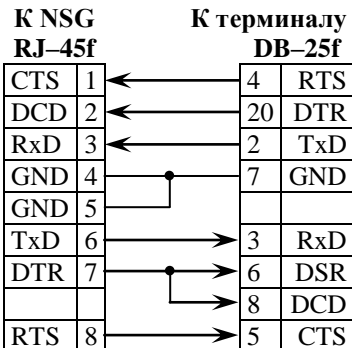 К NSG К терминалу
RJ–45f DB–25f
CTS 1 4 RTS
DCD 2 20 DTR
RxD 3 2 TxD
GND 4 7 GND
GND 5
TxD 6 3 RxD
DTR 7 6 DSR
8 DCD
RTS 8 5 CTS